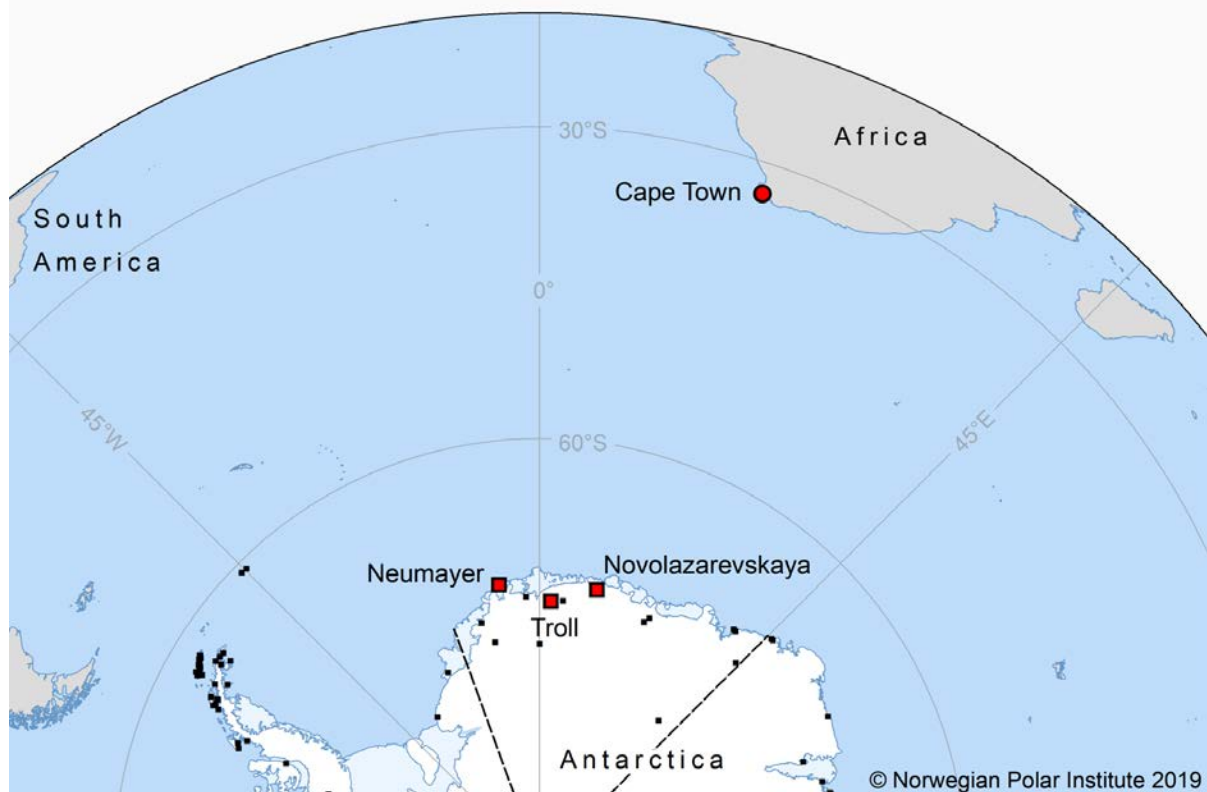 30°S
Africa
Cape Town
South
America
0°
45°W
45°E
60°S
Neumayer
Novolazarevskaya
Troll
Antarctica
© Norwegian Polar Institute 2019